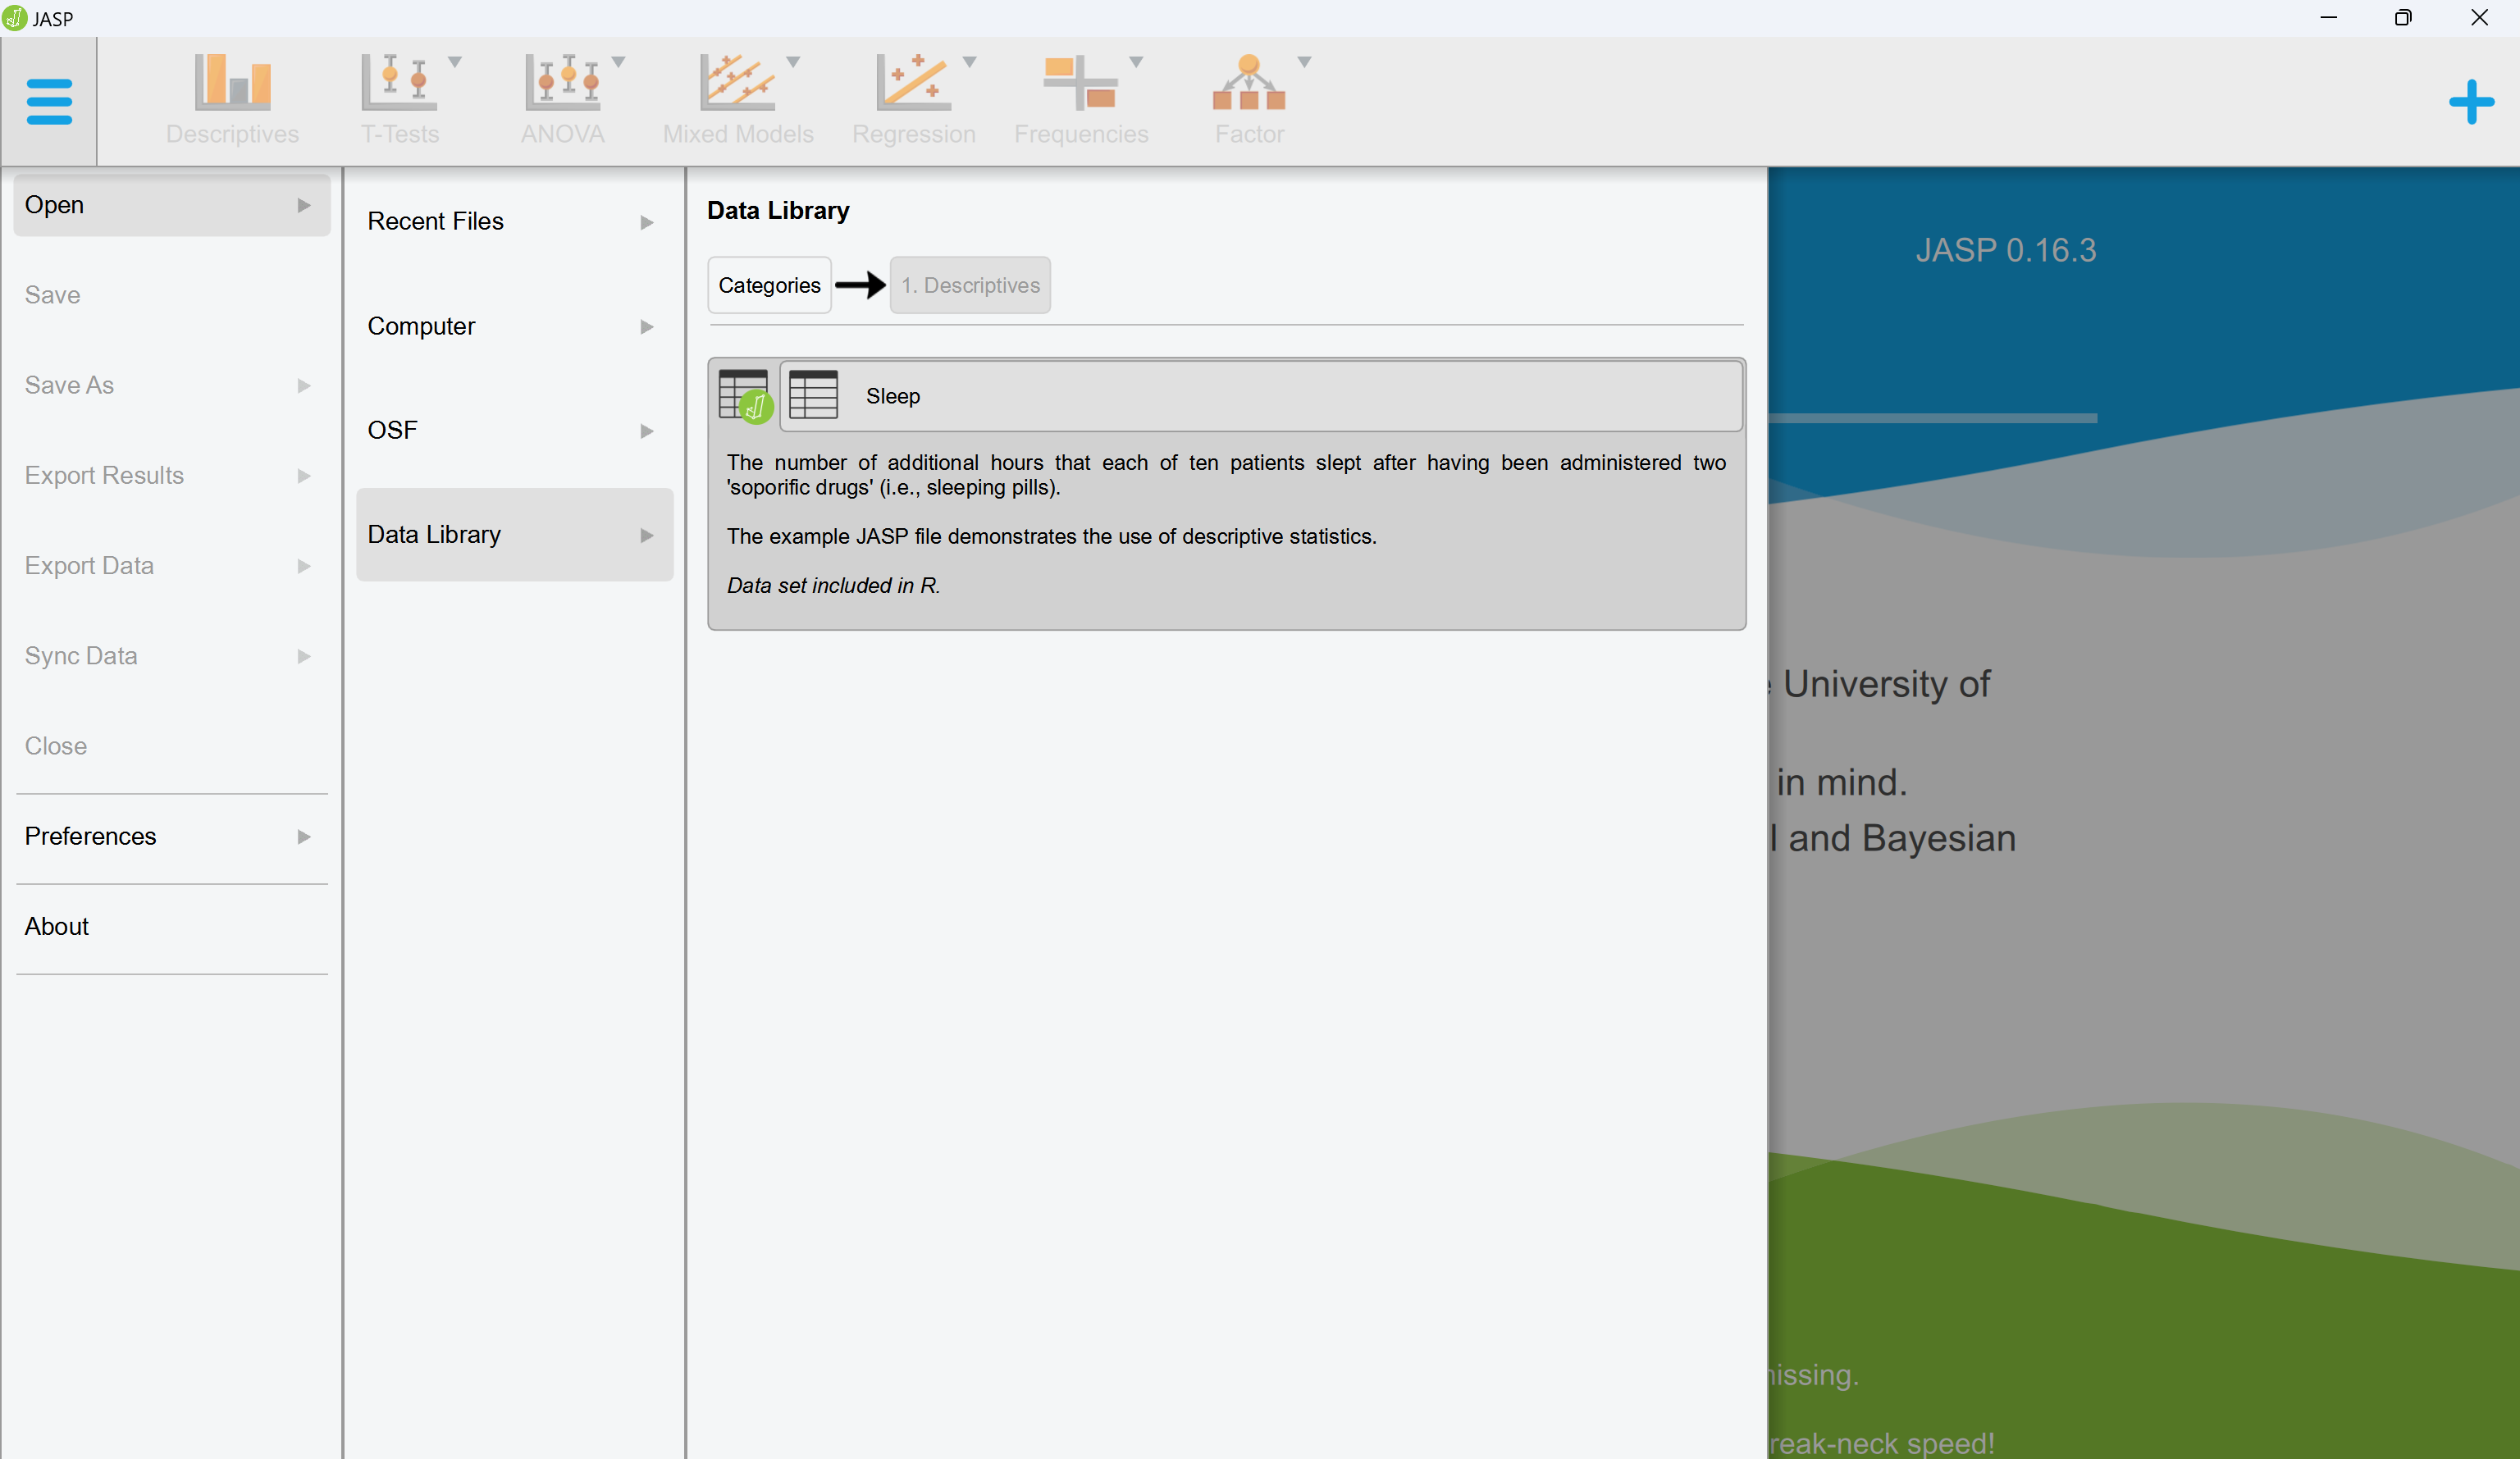 JASP
Descriptives
T-Tests
ANOVA
Mixed Models
Regression
Frequencies
Factor
Open
Save
Save As
Export Results
Export Data
Sync Data
Close
Preferences
About
Recent Files
Computer
OSF
Data Library
Data Library
Categories
1. Descriptives
Sleep
The number of additional hours that each of ten patients slept after having been administered two
'soporific drugs' (i.e., sleeping pills).
The example JASP file demonstrates the use of descriptive statistics.
Data set included in R.
JASP 0.16.3
University of
in mind.
and Bayesian
issing.
reak-neck speed!